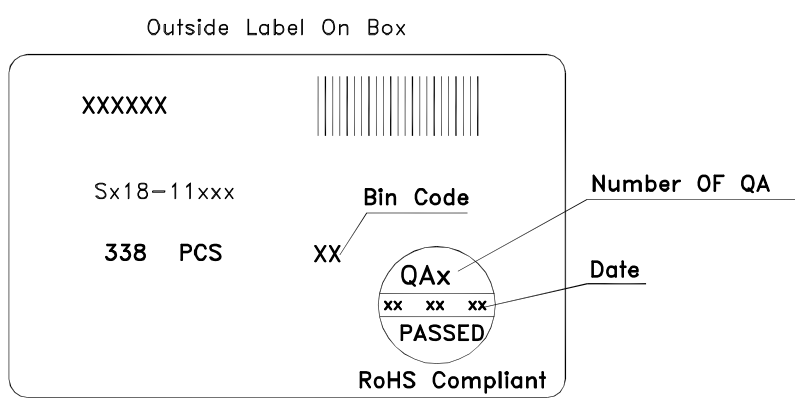 Outside Label On Box
XXXXXX
Sx18-11xxx
Bin Code
Number OF QA
338 PCS
XX
QAx
Date
xx xx xx
PASSED
RoHS Compliant